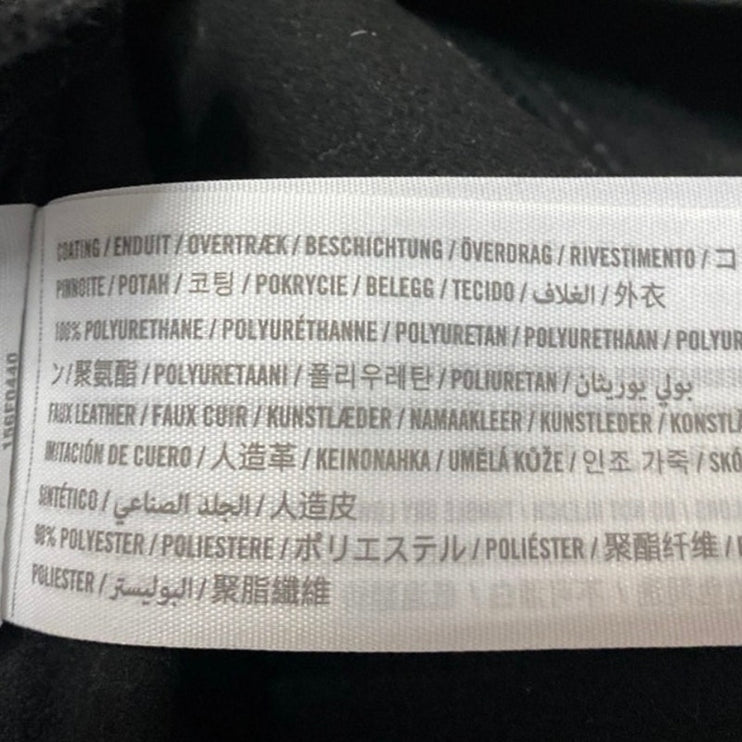 COATING / ENDUIT / OVERTRÆK / BESCHICHTUNG / ÖVERDRAG / RIVESTIMENTO / コ
PINNOITE / POTAH / 코팅 / POKRYCIE / BELEGG / TECIDO / الغلاف / 外衣
100% POLYURETHANE / POLYURÉTHANNE / POLYURETAN / POLYURETHAAN / POLYUR
ン / 聚氨酯 / POLYURETAANI / 폴리우레탄 / POLIURETAN / بولي يوريثان
FAUX LEATHER / FAUX CUIR / KUNSTLÆDER / NAMAAKLEER / KUNSTLEDER / KONSTLÄ
IMITACIÓN DE CUERO / 人造革 / KEINONAHKA / UMĚLÁ KŮŽE / 인조 가죽 / SKÓ
SINTÉTICO / الجلد الصناعي / 人造皮
90% POLYESTER / POLIESTERE / ポリエステル / POLIÉSTER / 聚酯纤维 /
POLIESTER / البوليستر / 聚脂纖維